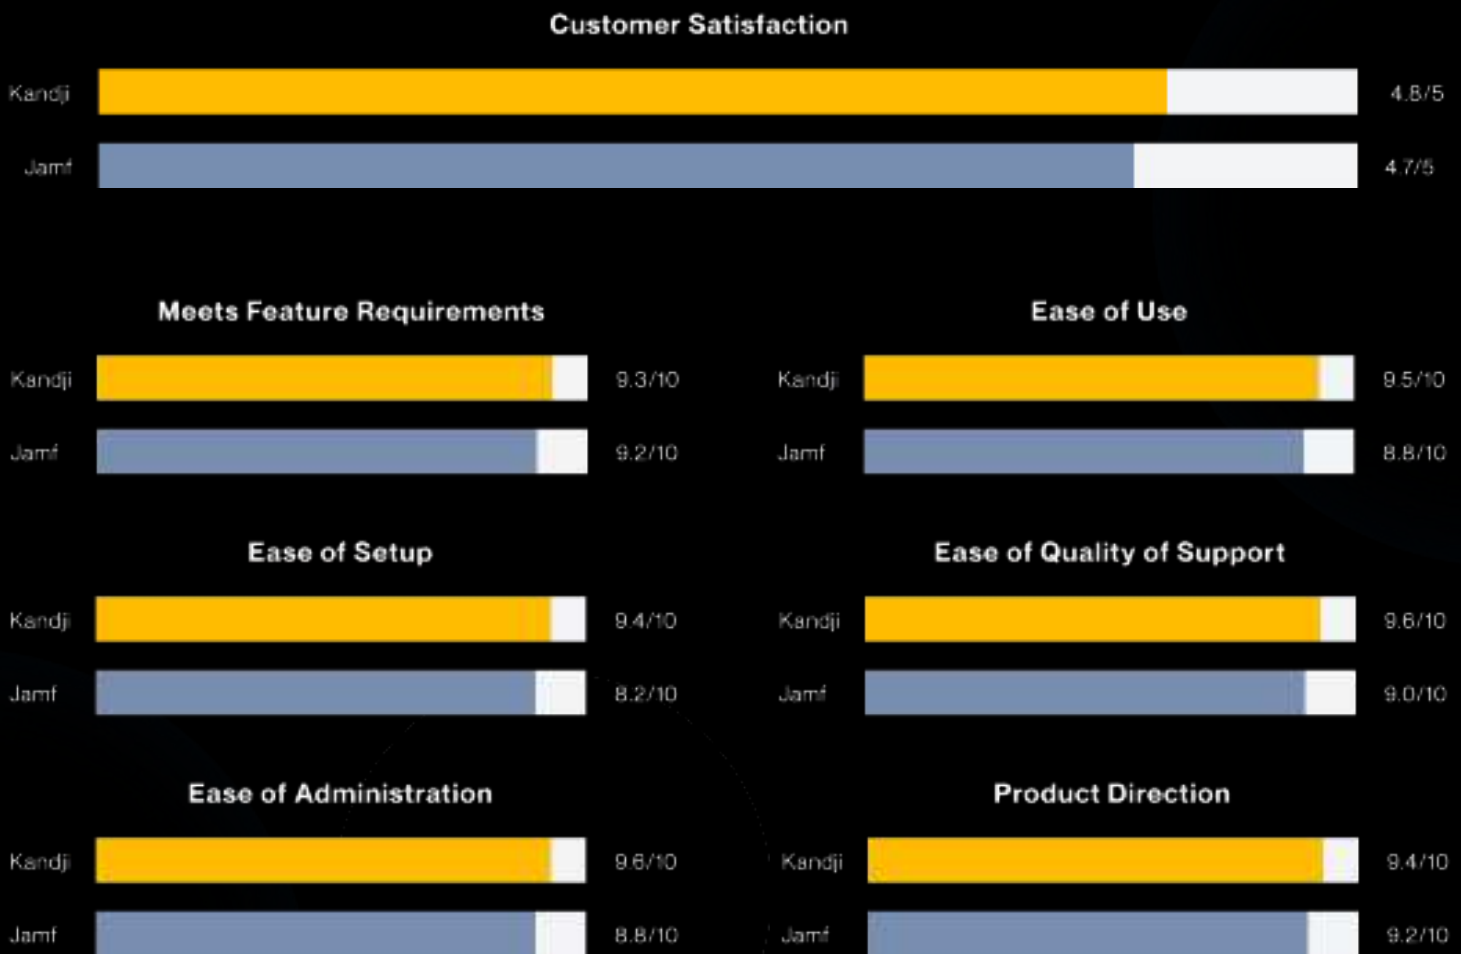 Customer Satisfaction
Kandji 4.8/5
Jamf 4.7/5
Meets Feature Requirements
Kandji 9.3/10
Jamf 9.2/10
Ease of Use
Kandji 9.5/10
Jamf 8.8/10
Ease of Setup
Kandji 9.4/10
Jamf 8.2/10
Ease of Quality of Support
Kandji 9.6/10
Jamf 9.0/10
Ease of Administration
Kandji 9.6/10
Jamf 8.8/10
Product Direction
Kandji 9.4/10
Jamf 9.2/10